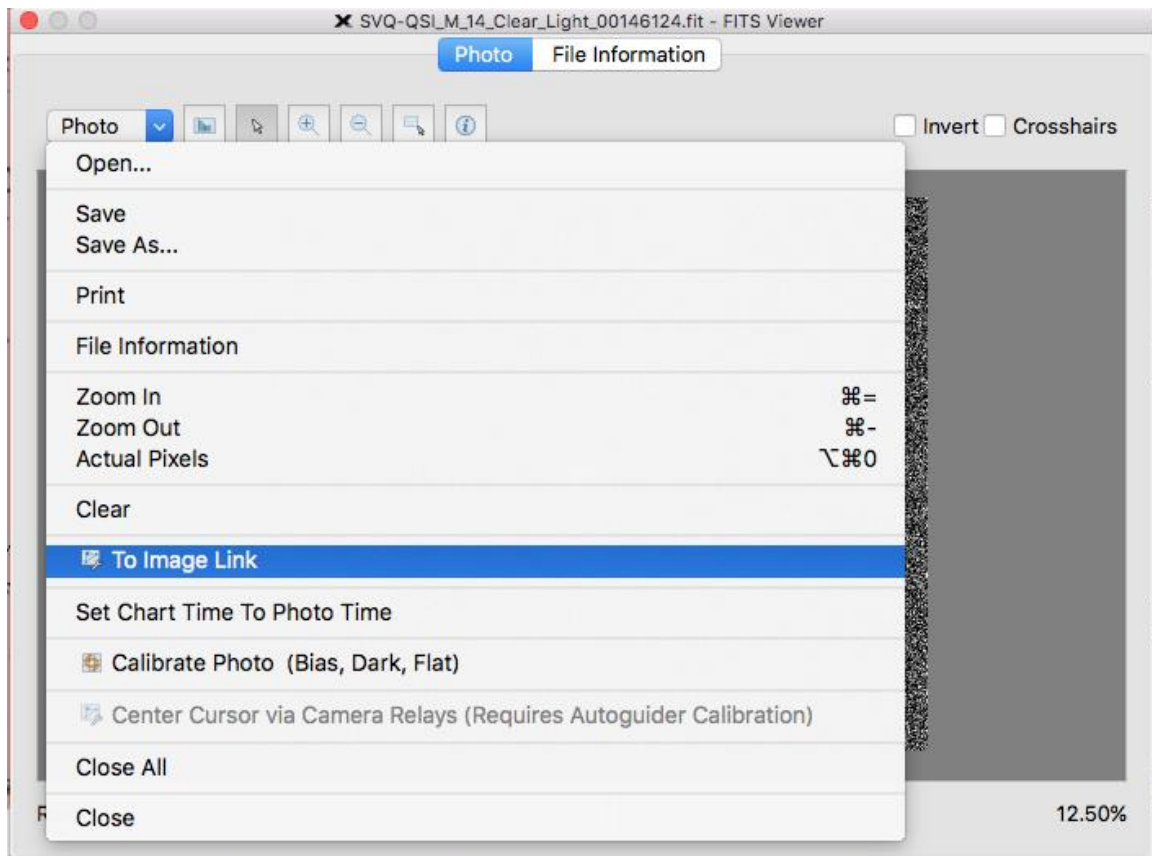 SVQ-QSI_M_14_Clear_Light_00146124.fit - FITS Viewer
Photo File Information
Photo Invert Crosshairs
Open...
Save
Save As...
Print
File Information
Zoom In ⌘=
Zoom Out ⌘-
Actual Pixels ⌥⌘0
Clear
To Image Link
Set Chart Time To Photo Time
Calibrate Photo (Bias, Dark, Flat)
Center Cursor via Camera Relays (Requires Autoguider Calibration)
Close All
Close
12.50%